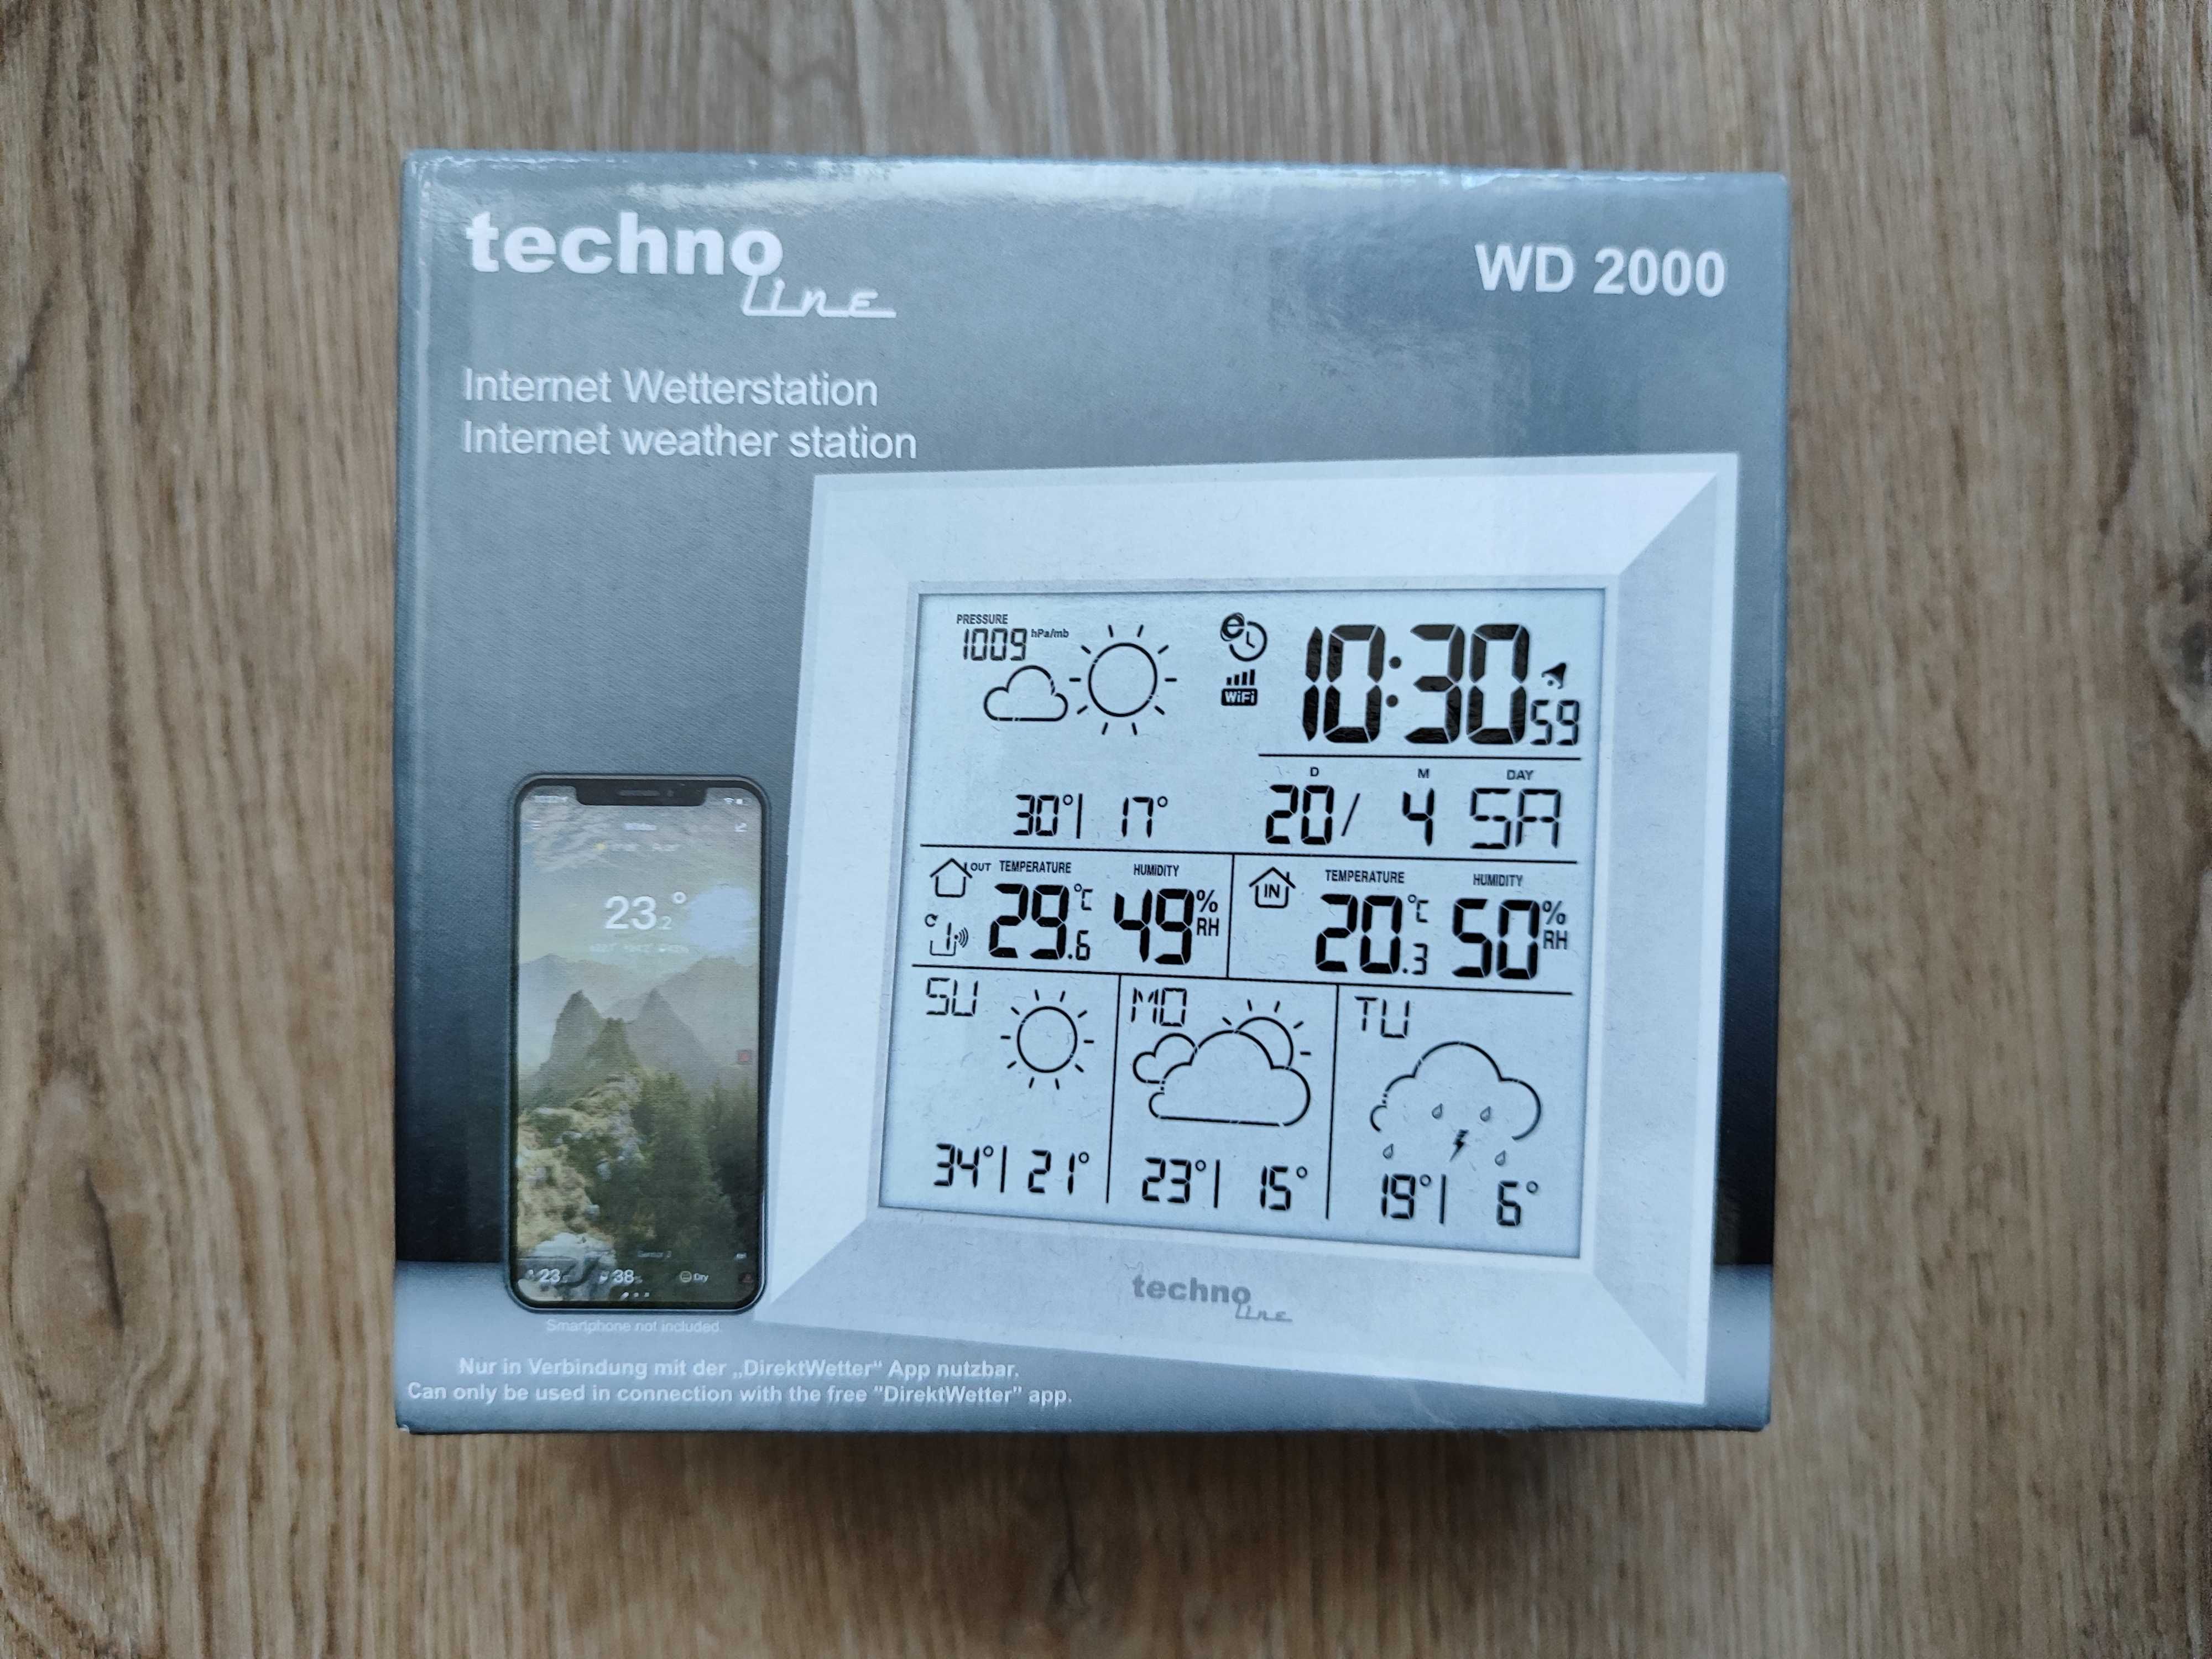 techno
line
WD 2000
Internet Wetterstation
Internet weather station
PRESSURE
1009 hPa/mb
e
WiFi
10:30 59
D M DAY
20/ 4 SA
30°| 17°
OUT TEMPERATURE HUMIDITY
29.6 °C 49 % RH
1
IN TEMPERATURE HUMIDITY
20.3 °C 50 % RH
SU
34°| 21°
MO
23°| 15°
TU
19°| 6°
techno
line
23.2°
23 38 Dry
Smartphone not included.
Nur in Verbindung mit der „DirektWetter“ App nutzbar.
Can only be used in connection with the free "DirektWetter" app.